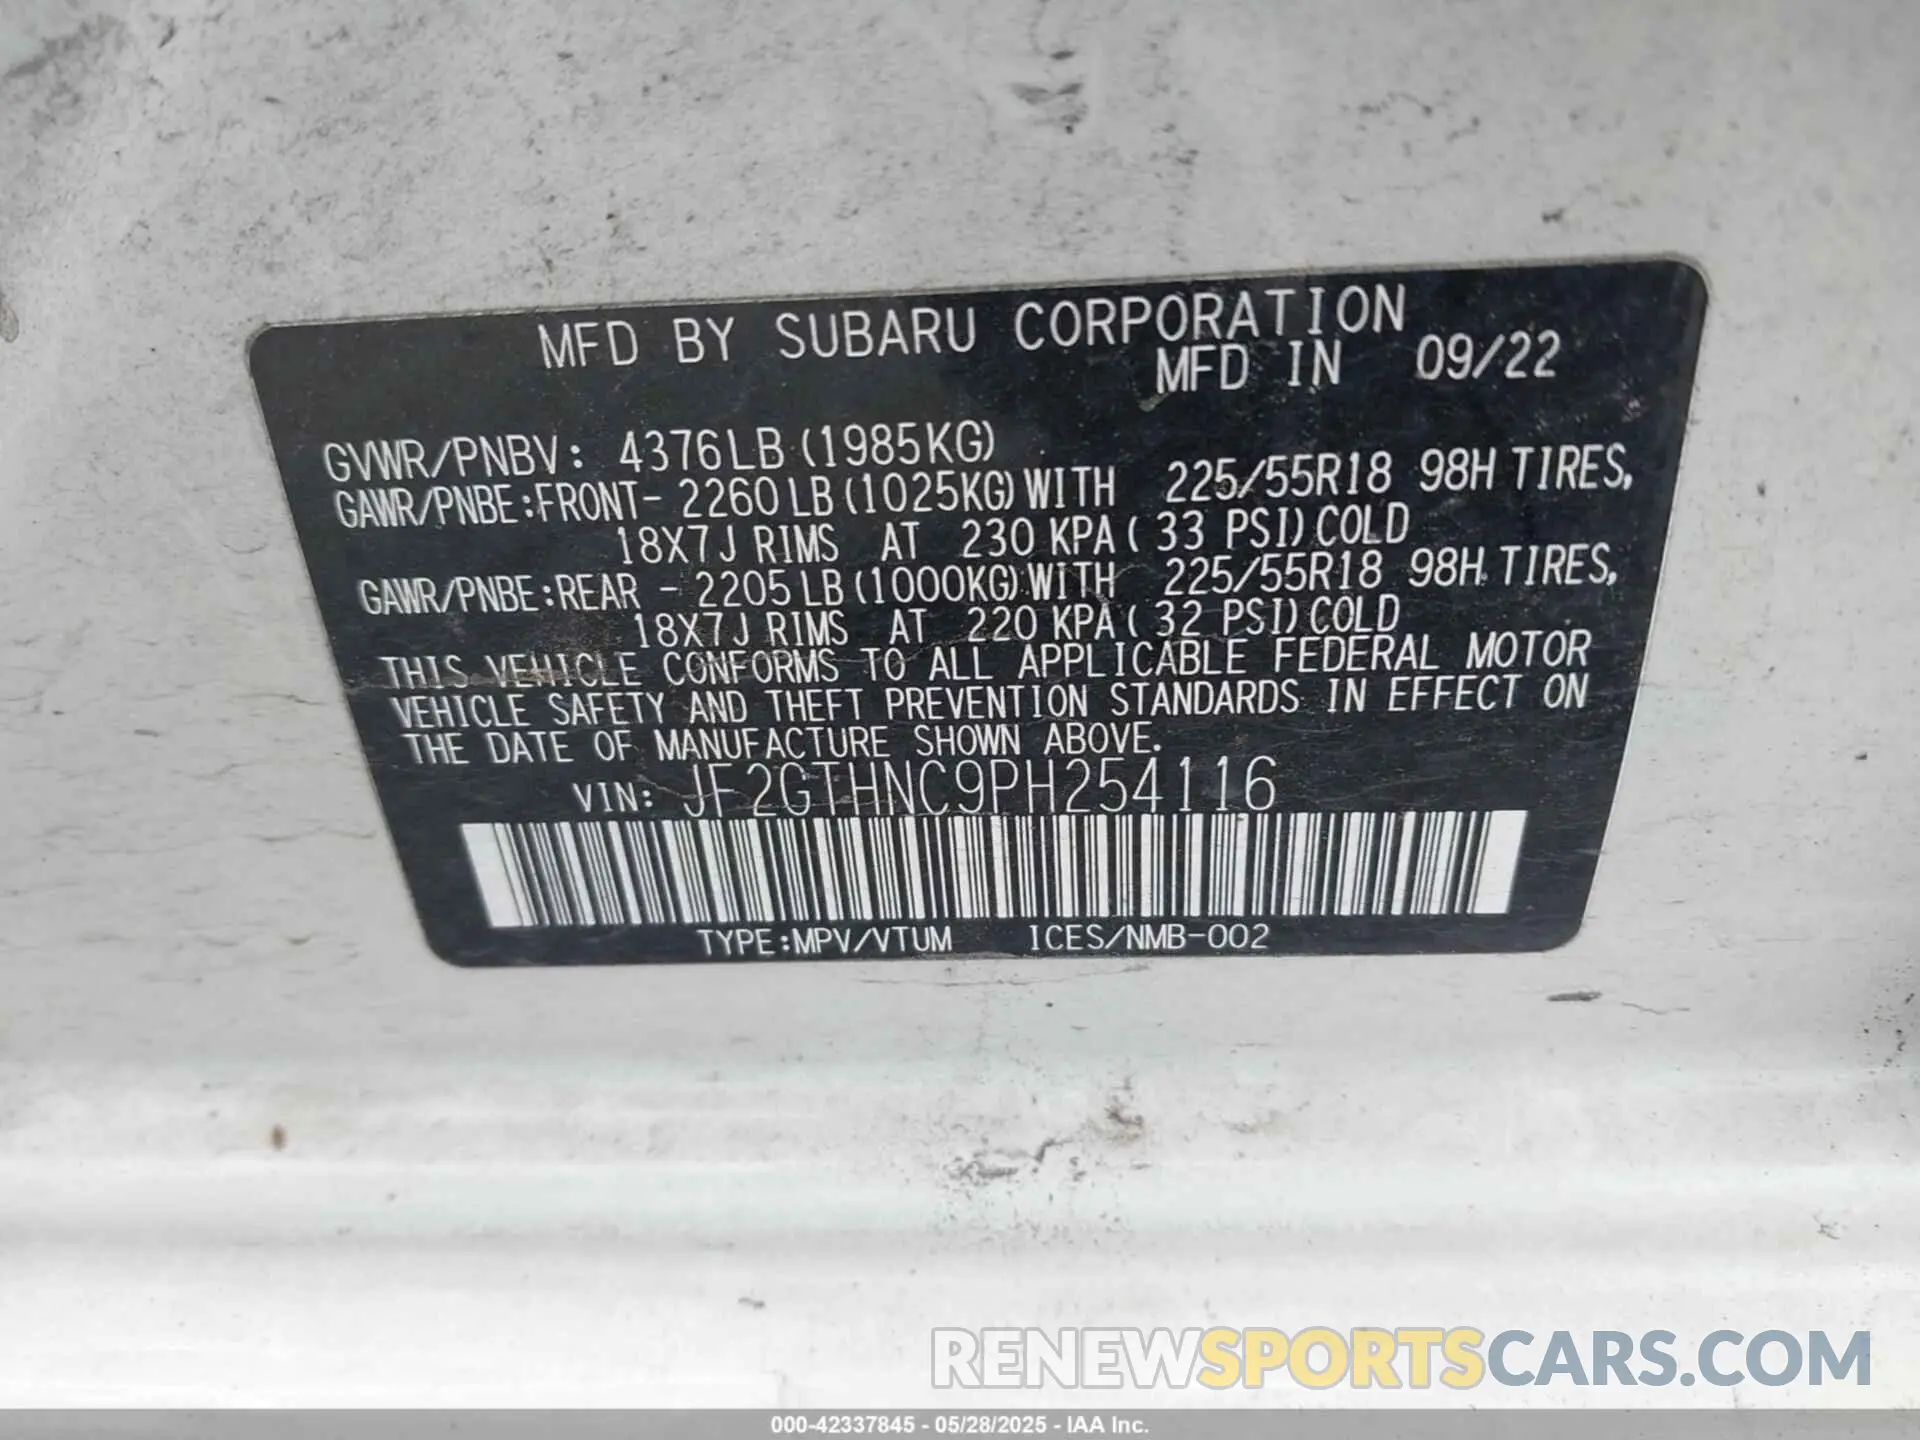 MFD BY SUBARU CORPORATION
MFD IN 09/22
GVWR/PNBV: 4376LB (1985KG)
GAWR/PNBE:FRONT- 2260LB (1025KG) WITH 225/55R18 98H TIRES,
18X7J RIMS AT 230 KPA ( 33 PSI) COLD
GAWR/PNBE:REAR - 2205LB (1000KG) WITH 225/55R18 98H TIRES,
18X7J RIMS AT 220 KPA ( 32 PSI) COLD
THIS VEHICLE CONFORMS TO ALL APPLICABLE FEDERAL MOTOR
VEHICLE SAFETY AND THEFT PREVENTION STANDARDS IN EFFECT ON
THE DATE OF MANUFACTURE SHOWN ABOVE.
VIN: JF2GTHNC9PH254116
TYPE:MPV/VTUM ICES/NMB-002
RENEWSPORTSCARS.COM
000-42337845 - 05/28/2025 - IAA Inc.